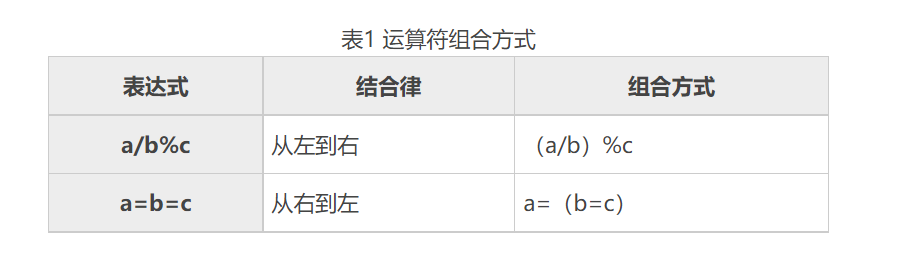 表1 运算符组合方式
表达式 结合律 组合方式
a/b%c 从左到右 （a/b）%c
a=b=c 从右到左 a=（b=c）